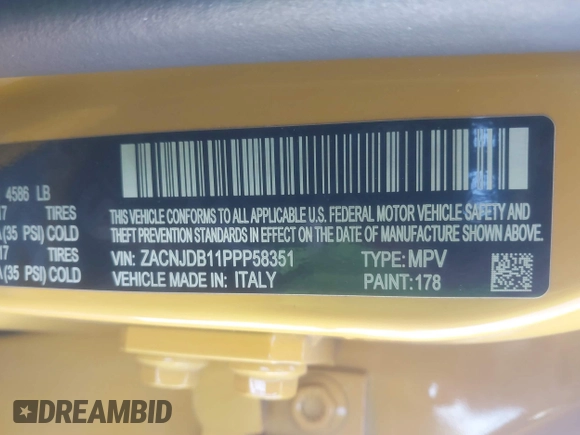 4586 LB
17 TIRES
(35 PSI) COLD
17 TIRES
(35 PSI) COLD
THIS VEHICLE CONFORMS TO ALL APPLICABLE U.S. FEDERAL MOTOR VEHICLE SAFETY AND
THEFT PREVENTION STANDARDS IN EFFECT ON THE DATE OF MANUFACTURE SHOWN ABOVE.
VIN: ZACNJDB11PPP58351 TYPE: MPV
VEHICLE MADE IN: ITALY PAINT: 178
DREAMBID